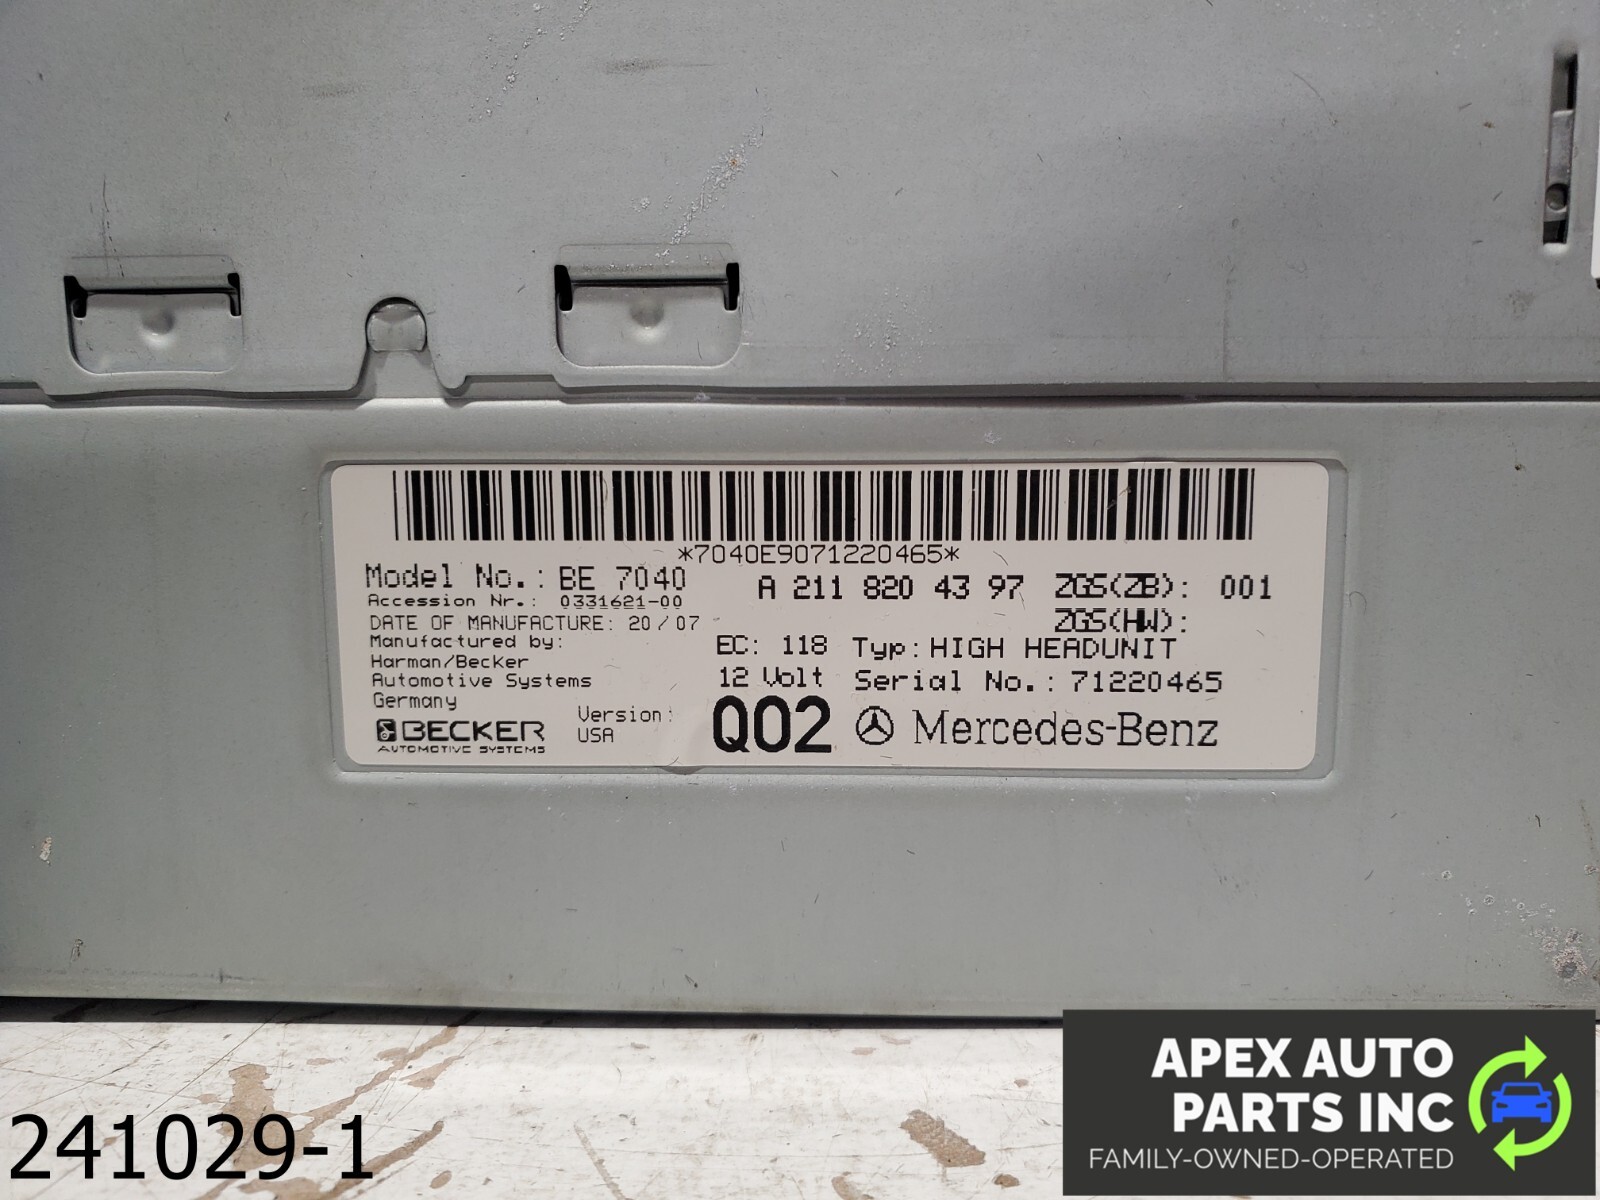 *7040E9071220465*
Model No.: BE 7040
A 211 820 43 97 ZGS(ZB): 001
Accession Nr.: 0331621-00
ZGS(HW):
DATE OF MANUFACTURE: 20/07
Manufactured by:
EC: 118 Typ: HIGH HEADUNIT
Harman/Becker
Automotive Systems
12 Volt Serial No.: 71220465
Germany
BECKER
AUTOMOTIVE SYSTEMS
Version:
USA
Q02 Mercedes-Benz
APEX AUTO
PARTS INC
FAMILY-OWNED-OPERATED
241029-1